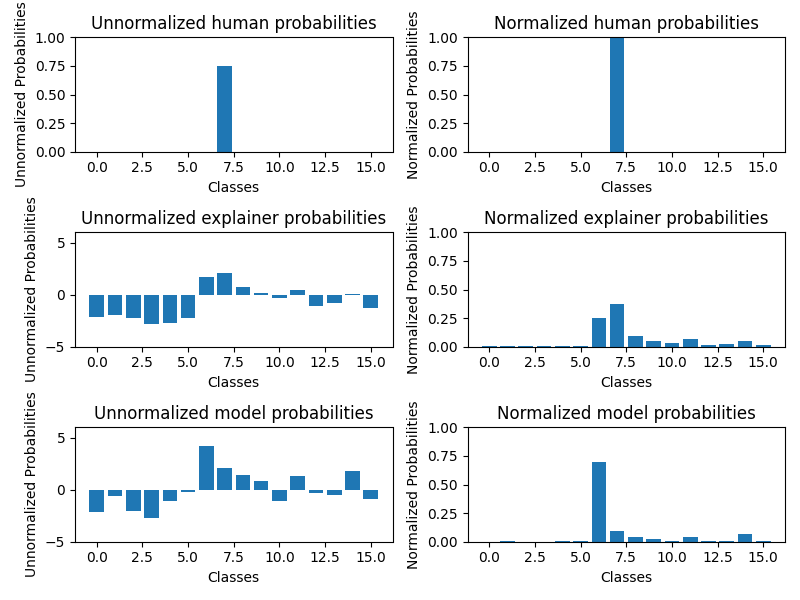 Unnormalized human probabilities
Unnormalized Probabilities
1.00
0.75
0.50
0.25
0.00
0.0 2.5 5.0 7.5 10.0 12.5 15.0
Classes
Normalized human probabilities
Normalized Probabilities
1.00
0.75
0.50
0.25
0.00
0.0 2.5 5.0 7.5 10.0 12.5 15.0
Classes
Unnormalized explainer probabilities
Unnormalized Probabilities
5
0
−5
0.0 2.5 5.0 7.5 10.0 12.5 15.0
Classes
Normalized explainer probabilities
Normalized Probabilities
1.00
0.75
0.50
0.25
0.00
0.0 2.5 5.0 7.5 10.0 12.5 15.0
Classes
Unnormalized model probabilities
Unnormalized Probabilities
5
0
−5
0.0 2.5 5.0 7.5 10.0 12.5 15.0
Classes
Normalized model probabilities
Normalized Probabilities
1.00
0.75
0.50
0.25
0.00
0.0 2.5 5.0 7.5 10.0 12.5 15.0
Classes